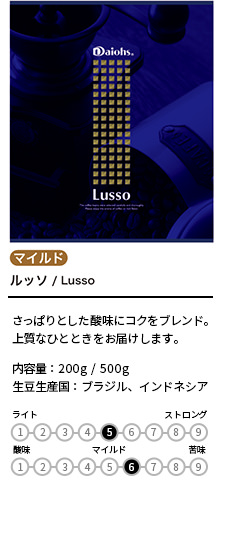 Daiohs®
Lusso
マイルド
ルッソ / Lusso
さっぱりとした酸味にコクをブレンド。
上質なひとときをお届けします。
内容量：200g / 500g
生豆生産国：ブラジル、インドネシア
ライト ストロング
1 2 3 4 5 6 7 8 9
酸味 マイルド 苦味
1 2 3 4 5 6 7 8 9